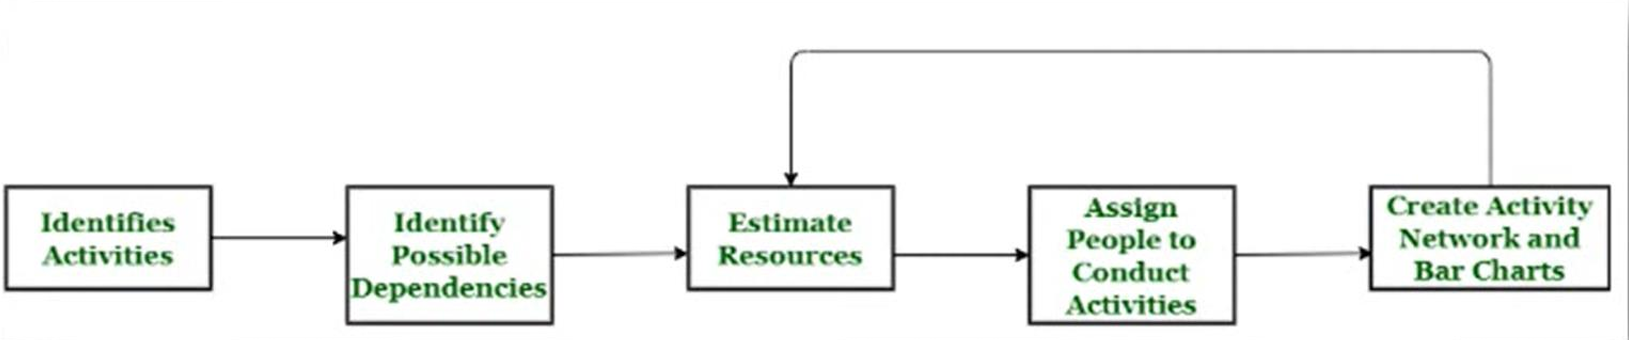 Identifies
Activities
Identify
Possible
Dependencies
Estimate
Resources
Assign
People to
Conduct
Activities
Create Activity
Network and
Bar Charts